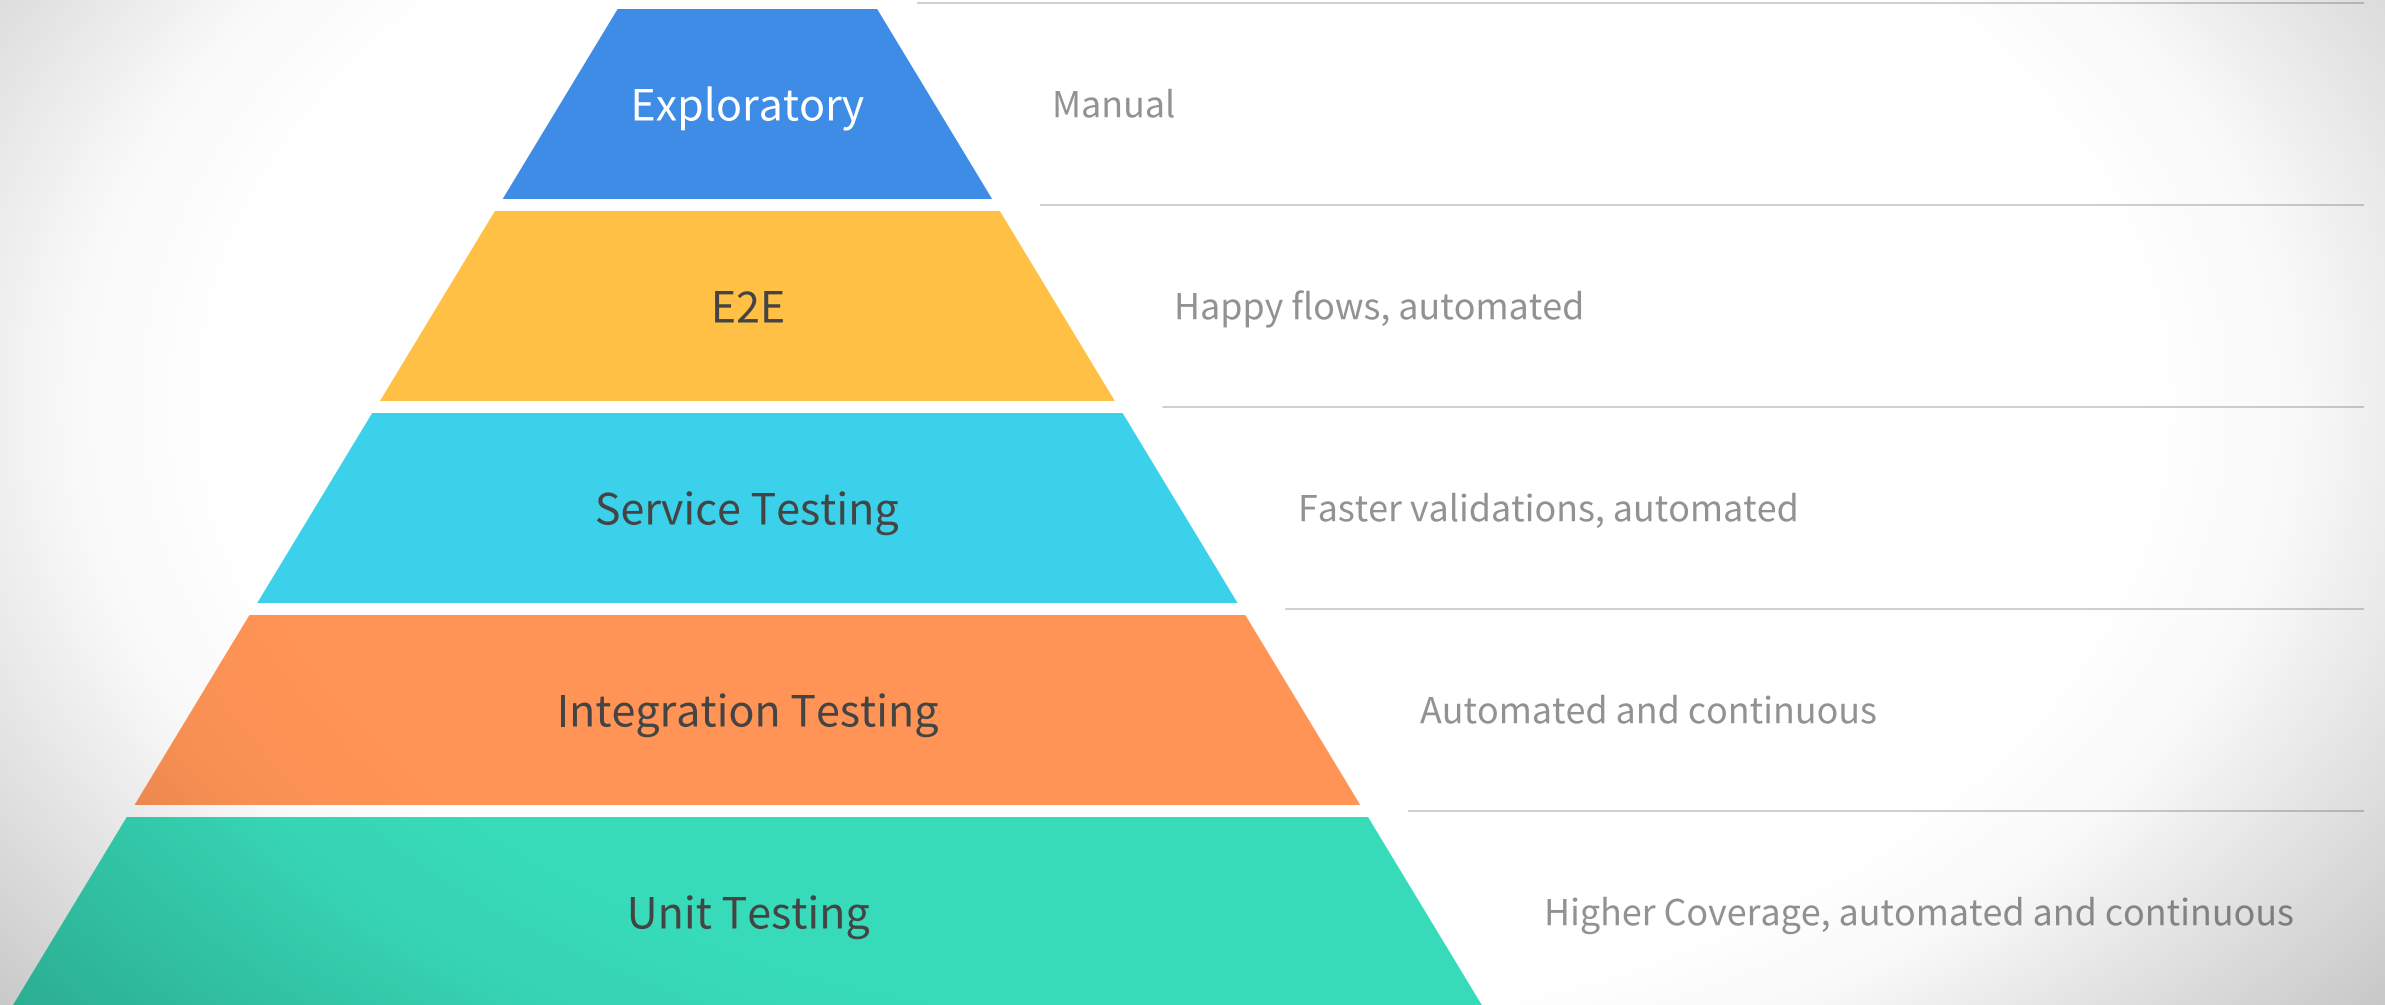 Exploratory
Manual
E2E
Happy flows, automated
Service Testing
Faster validations, automated
Integration Testing
Automated and continuous
Unit Testing
Higher Coverage, automated and continuous